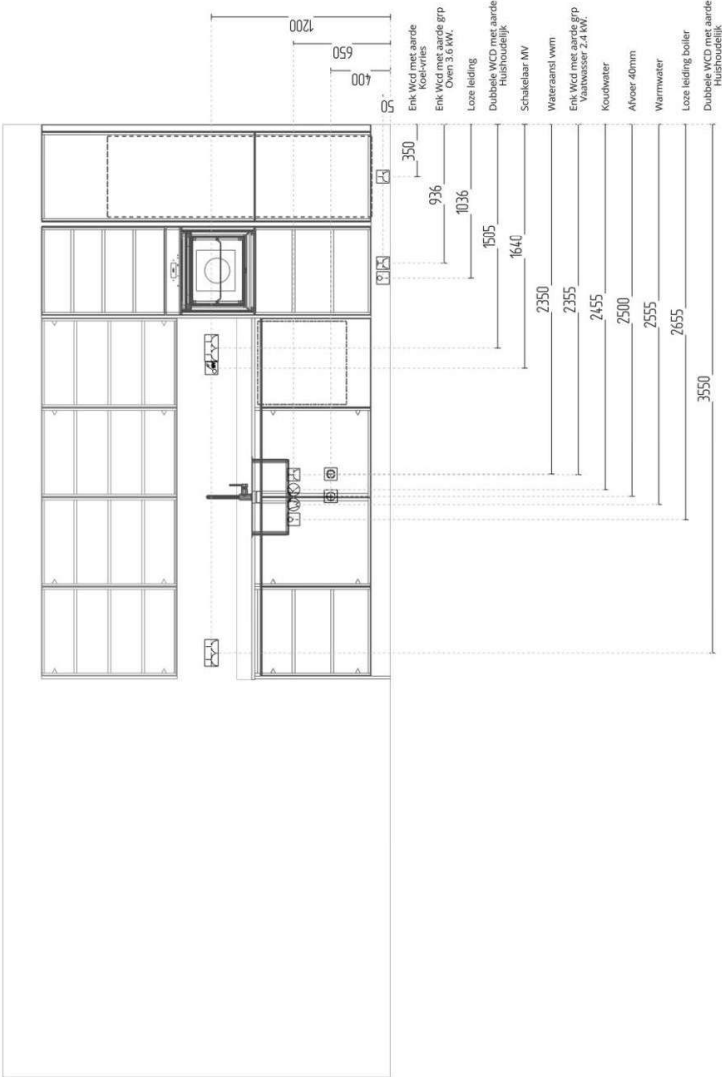 1200
650
400
50
Enk Wcd met aarde
Koel-vries
350
Enk Wcd met aarde grp
Oven 3.6 kW.
936
Loze leiding
1036
Dubbele WCD met aarde
Huishoudelijk
1505
Schakelaar MV
1640
Wateraansl vwm
2350
Enk Wcd met aarde grp
Vaatwasser 2.4 kW.
2355
Koudwater
2455
Afvoer 40mm
2500
Warmwater
2555
Loze leiding boiler
2655
Dubbele WCD met aarde
Huishoudelijk
3550